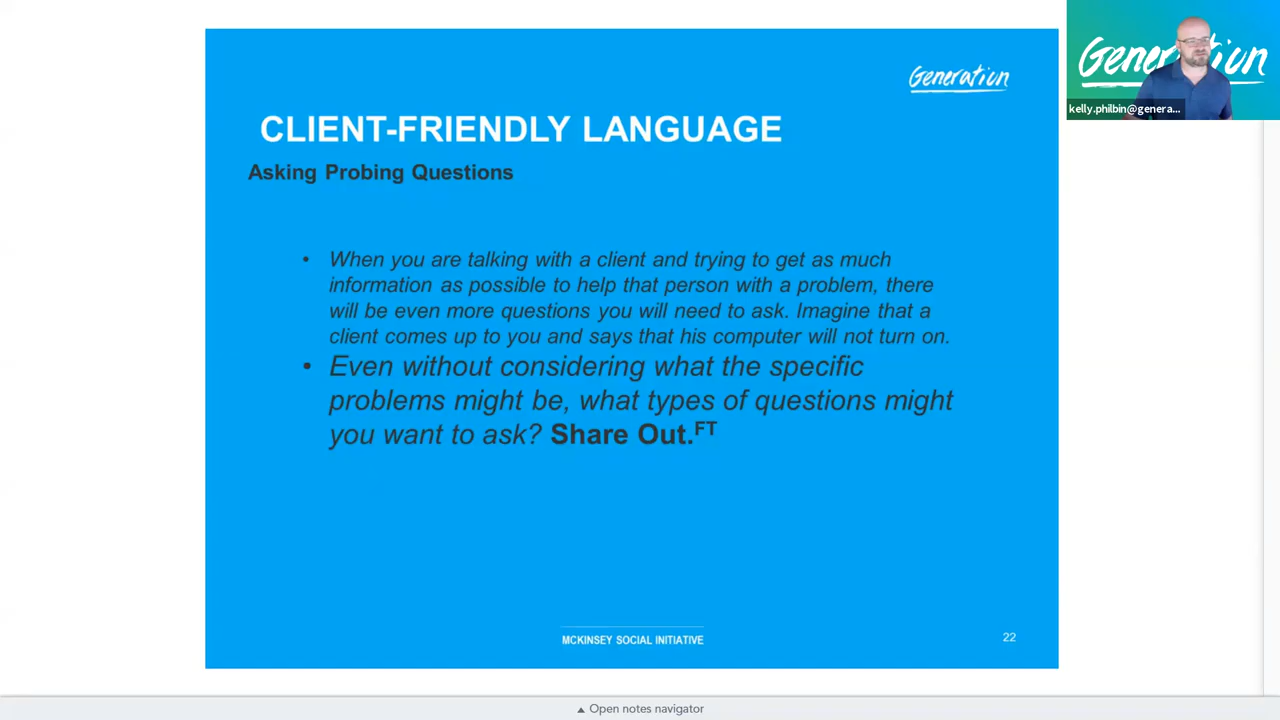 Generation
CLIENT-FRIENDLY LANGUAGE
Asking Probing Questions
• When you are talking with a client and trying to get as much
information as possible to help that person with a problem, there
will be even more questions you will need to ask. Imagine that a
client comes up to you and says that his computer will not turn on.
• Even without considering what the specific
problems might be, what types of questions might
you want to ask? Share Out.FT
MCKINSEY SOCIAL INITIATIVE
22
Generation
kelly.philbin@genera...
▲ Open notes navigator